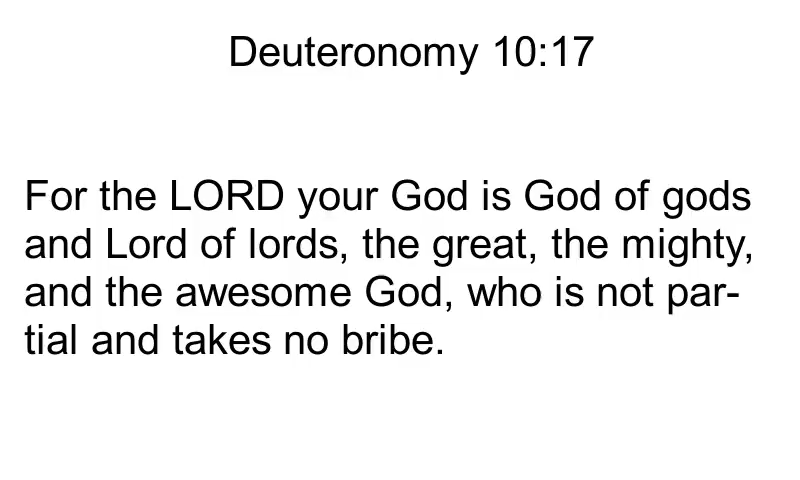 Deuteronomy 10:17
For the LORD your God is God of gods
and Lord of lords, the great, the mighty,
and the awesome God, who is not par-
tial and takes no bribe.